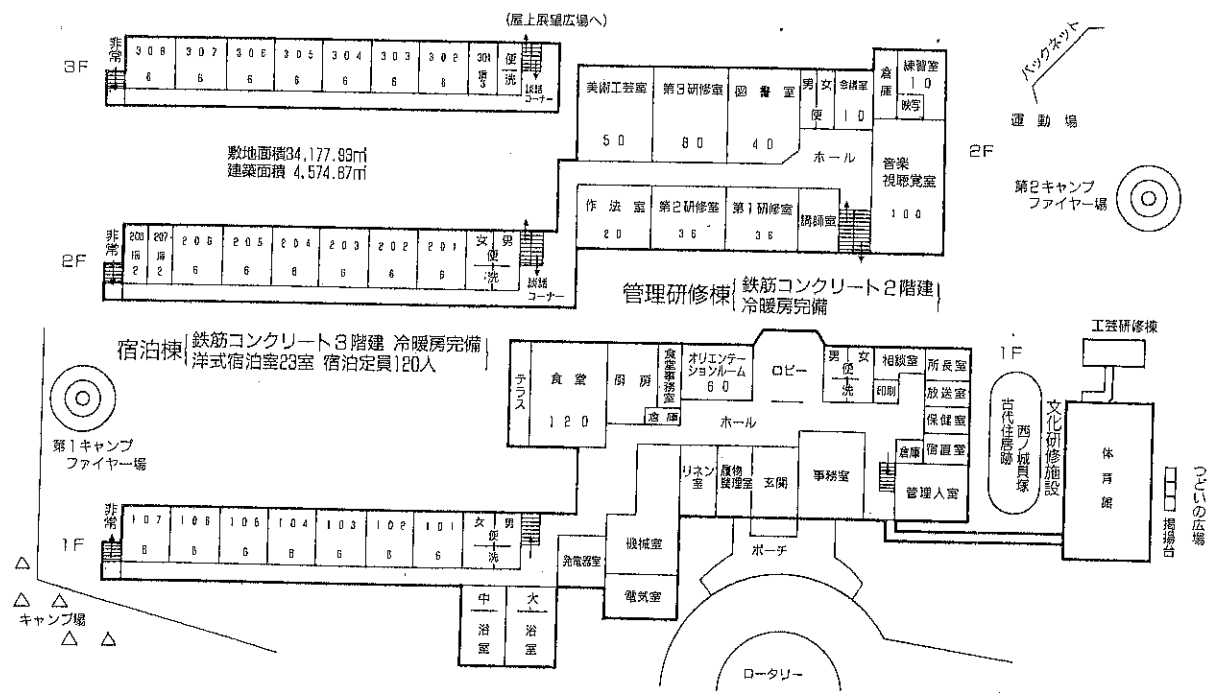 (屋上展望広場へ)
3F
非常
308 307 306 305 304 303 302 301 便
6 6 6 6 6 6 6 3 洗
談話
コーナー
敷地面積34,177.93㎡
建築面積 4,574.87㎡
2F
非常
208 207 206 205 204 203 202 201 女 男
2 2 6 6 6 6 6 6 便
洗
談話
コーナー
美術工芸室 第3研修室 図書室 男 女 会議室 倉庫 練習室
50 80 40 便 10 10
映写
ホール
音楽
視聴覚室
100
作法室 第2研修室 第1研修室 講師室
20 36 36
2F
バックネット
運動場
第2キャンプ
ファイヤー場
管理研修棟 鉄筋コンクリート2階建
冷暖房完備
宿泊棟 鉄筋コンクリート3階建 冷暖房完備
洋式宿泊室23室 宿泊定員120人
第1キャンプ
ファイヤー場
テラス
食堂
120
厨房
食堂事務室
倉庫
オリエンテー
ションルーム
60
ロビー
男 女
便
洗
相談室
印刷
所長室
放送室
保健室
宿直室
倉庫
管理人室
ホール
リネン
室
履物
整理室
玄関
事務室
ポーチ
1F
工芸研修棟
文化研修施設
西ノ城貝塚
古代住居跡
体育館
つどいの広場
掲揚台
1F
非常
107 106 105 104 103 102 101 女 男
6 6 6 6 6 6 6 便
洗
発電器室
機械室
電気室
中浴室
大浴室
キャンプ場
ロータリー